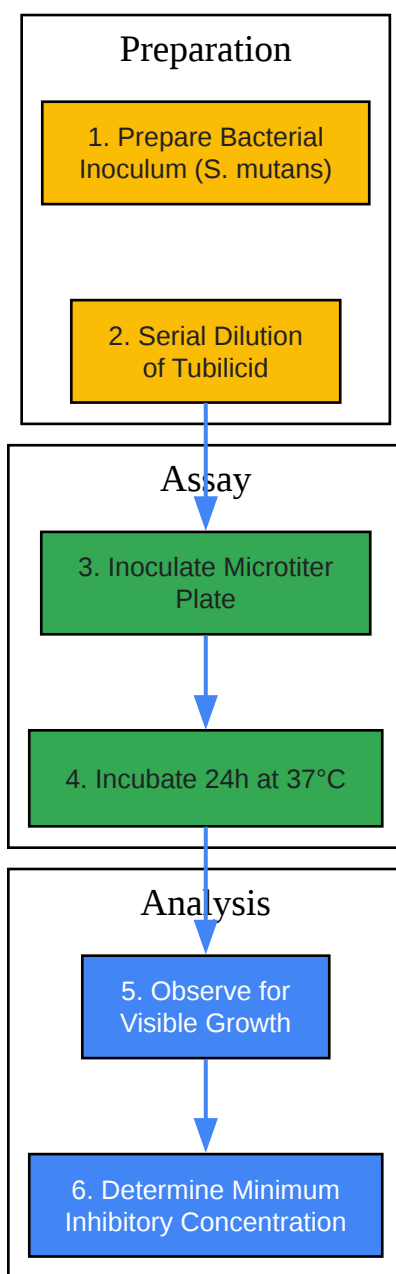 Preparation
1. Prepare Bacterial
Inoculum (S. mutans)
2. Serial Dilution
of Tubilicid
Assay
3. Inoculate Microtiter
Plate
4. Incubate 24h at 37°C
Analysis
5. Observe for
Visible Growth
6. Determine Minimum
Inhibitory Concentration